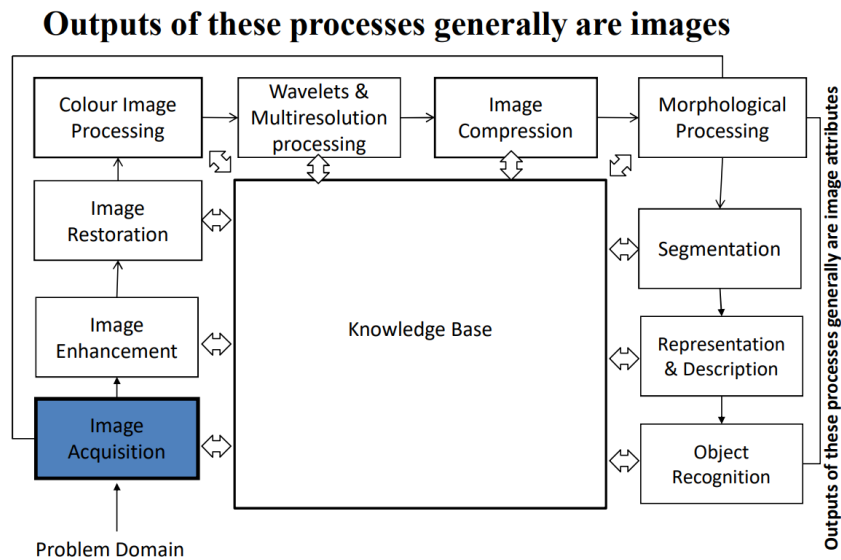 Outputs of these processes generally are images
Colour Image
Processing
Wavelets &
Multiresolution
processing
Image
Compression
Morphological
Processing
Image
Restoration
Image
Enhancement
Image
Acquisition
Problem Domain
Knowledge Base
Segmentation
Representation
& Description
Object
Recognition
Outputs of these processes generally are image attributes